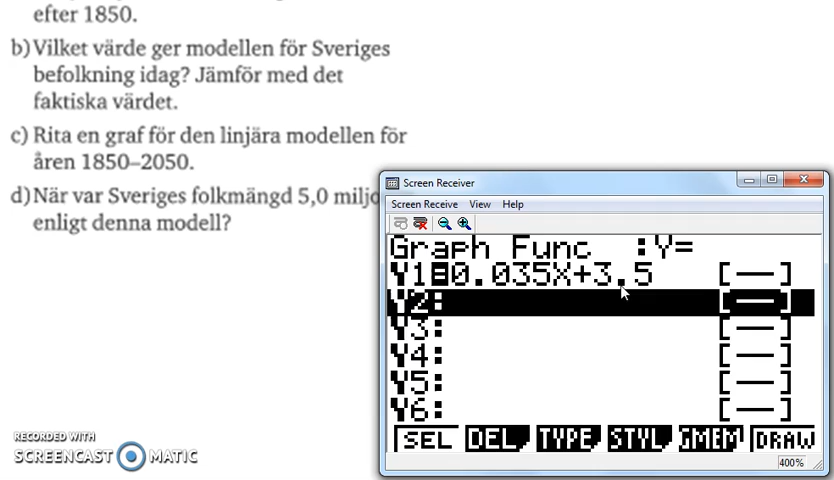 efter 1850.
b) Vilket värde ger modellen för Sveriges
befolkning idag? Jämför med det
faktiska värdet.
c) Rita en graf för den linjära modellen för
åren 1850–2050.
d) När var Sveriges folkmängd 5,0 miljo
enligt denna modell?
Screen Receiver
Screen Receive View Help
Graph Func :Y=
Y1=0.035X+3.5 [—]
Y2: [—]
Y3: [—]
Y4: [—]
Y5: [—]
Y6: [—]
SEL DEL TYPE STYL GMEM DRAW
400%
RECORDED WITH
SCREENCAST MATIC